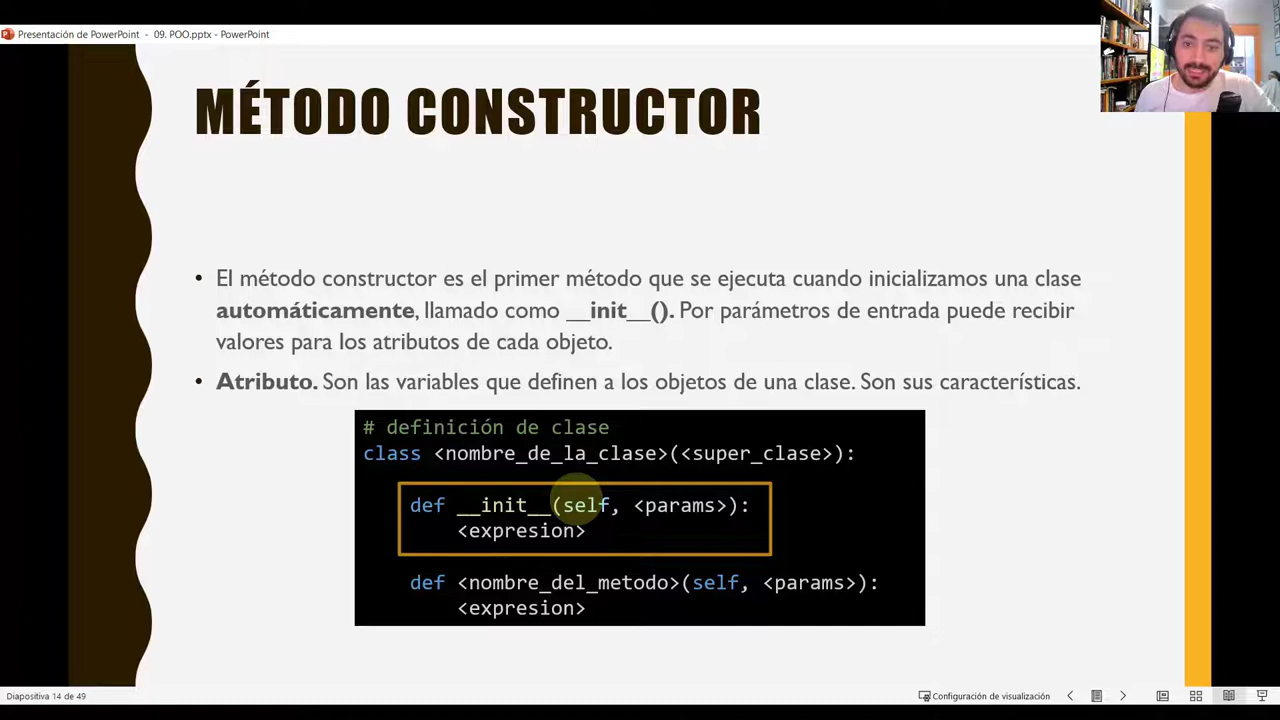 Presentación de PowerPoint - 09. POO.pptx - PowerPoint
MÉTODO CONSTRUCTOR
• El método constructor es el primer método que se ejecuta cuando inicializamos una clase
automáticamente, llamado como __init__(). Por parámetros de entrada puede recibir
valores para los atributos de cada objeto.
• Atributo. Son las variables que definen a los objetos de una clase. Son sus características.
# definición de clase
class <nombre_de_la_clase>(<super_clase>):
def __init__(self, <params>):
<expresion>
def <nombre_del_metodo>(self, <params>):
<expresion>
Diapositiva 14 de 49
Configuración de visualización